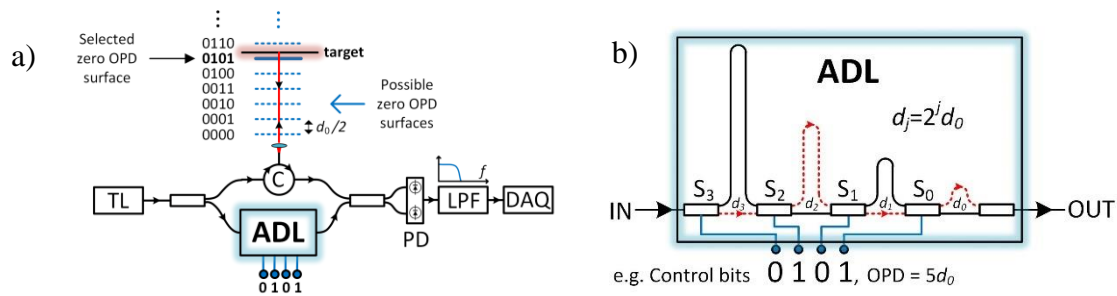 a)
Selected
zero OPD
surface
⋮
0110
0101
0100
0011
0010
0001
0000
⋮
target
Possible
zero OPD
surfaces
d₀/2
C
TL
ADL
0 1 0 1
PD
f
LPF
DAQ
b)
ADL
dⱼ=2ʲd₀
S₃ S₂ S₁ S₀
IN d₃ d₂ d₁ d₀ OUT
e.g. Control bits 0 1 0 1, OPD = 5d₀